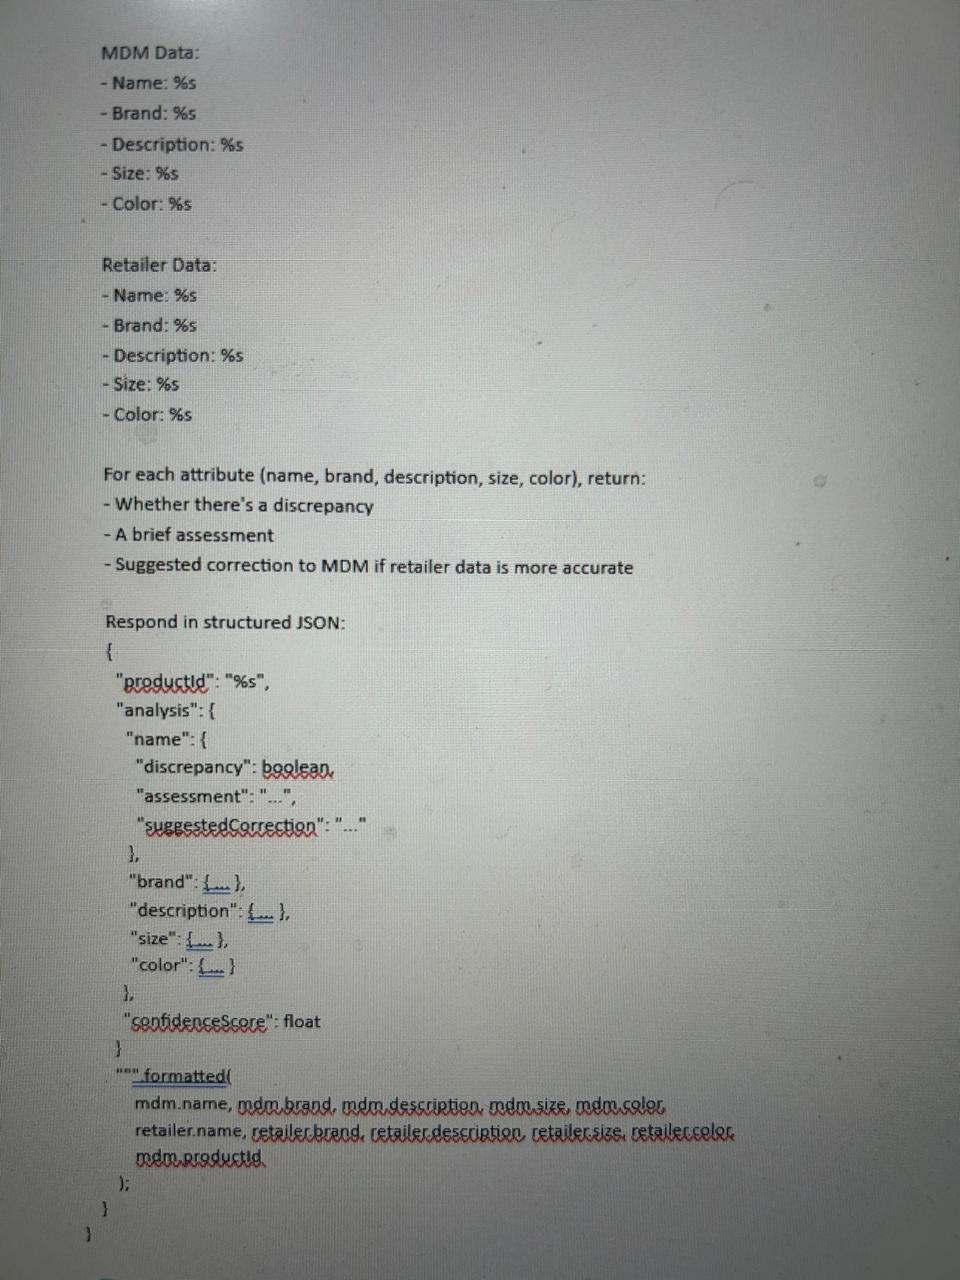 MDM Data:
- Name: %s
- Brand: %s
- Description: %s
- Size: %s
- Color: %s
Retailer Data:
- Name: %s
- Brand: %s
- Description: %s
- Size: %s
- Color: %s
For each attribute (name, brand, description, size, color), return:
- Whether there's a discrepancy
- A brief assessment
- Suggested correction to MDM if retailer data is more accurate
Respond in structured JSON:
{
"productId": "%s",
"analysis": {
"name": {
"discrepancy": boolean,
"assessment": "...",
"suggestedCorrection": "..."
},
"brand": { ... },
"description": { ... },
"size": { ... },
"color": { ... }
},
"confidenceScore": float
}
""".formatted(
mdm.name, mdm.brand, mdm.description, mdm.size, mdm.color,
retailer.name, retailer.brand, retailer.description, retailer.size, retailer.color,
mdm.productId
);
}
}